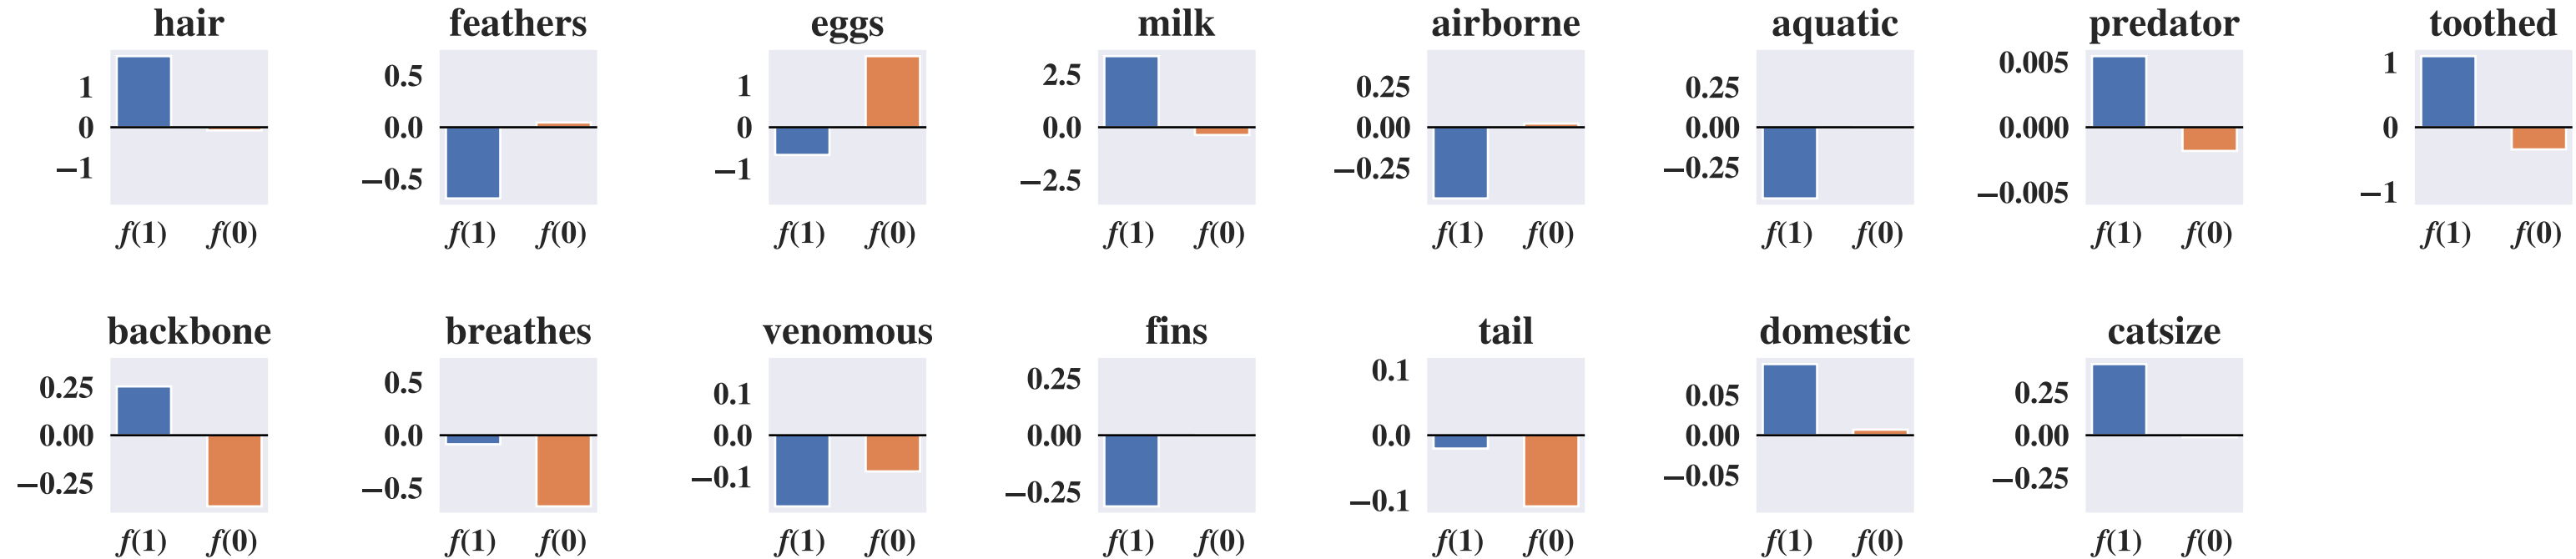 hair
1
0
−1
f(1) f(0)
feathers
0.5
0.0
−0.5
f(1) f(0)
eggs
1
0
−1
f(1) f(0)
milk
2.5
0.0
−2.5
f(1) f(0)
airborne
0.25
0.00
−0.25
f(1) f(0)
aquatic
0.25
0.00
−0.25
f(1) f(0)
predator
0.005
0.000
−0.005
f(1) f(0)
toothed
1
0
−1
f(1) f(0)
backbone
0.25
0.00
−0.25
f(1) f(0)
breathes
0.5
0.0
−0.5
f(1) f(0)
venomous
0.1
0.0
−0.1
f(1) f(0)
fins
0.25
0.00
−0.25
f(1) f(0)
tail
0.1
0.0
−0.1
f(1) f(0)
domestic
0.05
0.00
−0.05
f(1) f(0)
catsize
0.25
0.00
−0.25
f(1) f(0)